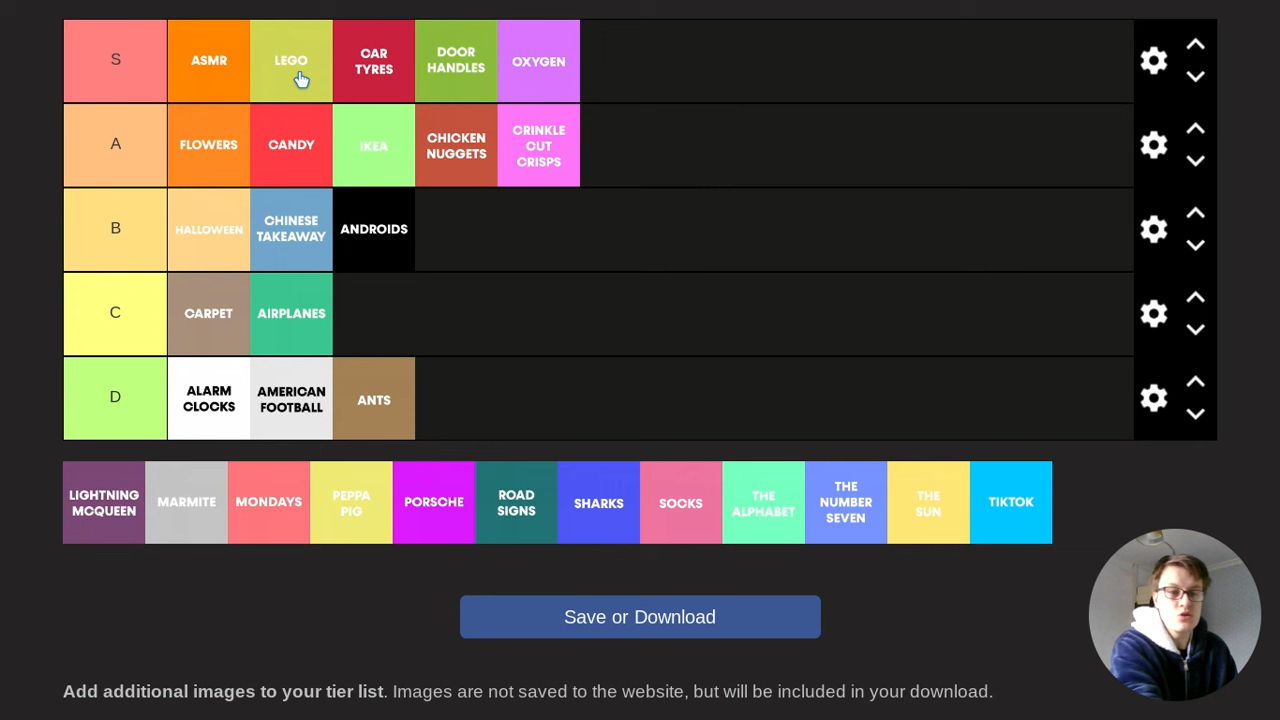 S
ASMR
LEGO
CAR
TYRES
DOOR
HANDLES
OXYGEN
A
FLOWERS
CANDY
IKEA
CHICKEN
NUGGETS
CRINKLE
CUT
CRISPS
B
HALLOWEEN
CHINESE
TAKEAWAY
ANDROIDS
C
CARPET
AIRPLANES
D
ALARM
CLOCKS
AMERICAN
FOOTBALL
ANTS
LIGHTNING
MCQUEEN
MARMITE
MONDAYS
PEPPA
PIG
PORSCHE
ROAD
SIGNS
SHARKS
SOCKS
THE
ALPHABET
THE
NUMBER
SEVEN
THE
SUN
TIKTOK
Save or Download
Add additional images to your tier list. Images are not saved to the website, but will be included in your download.